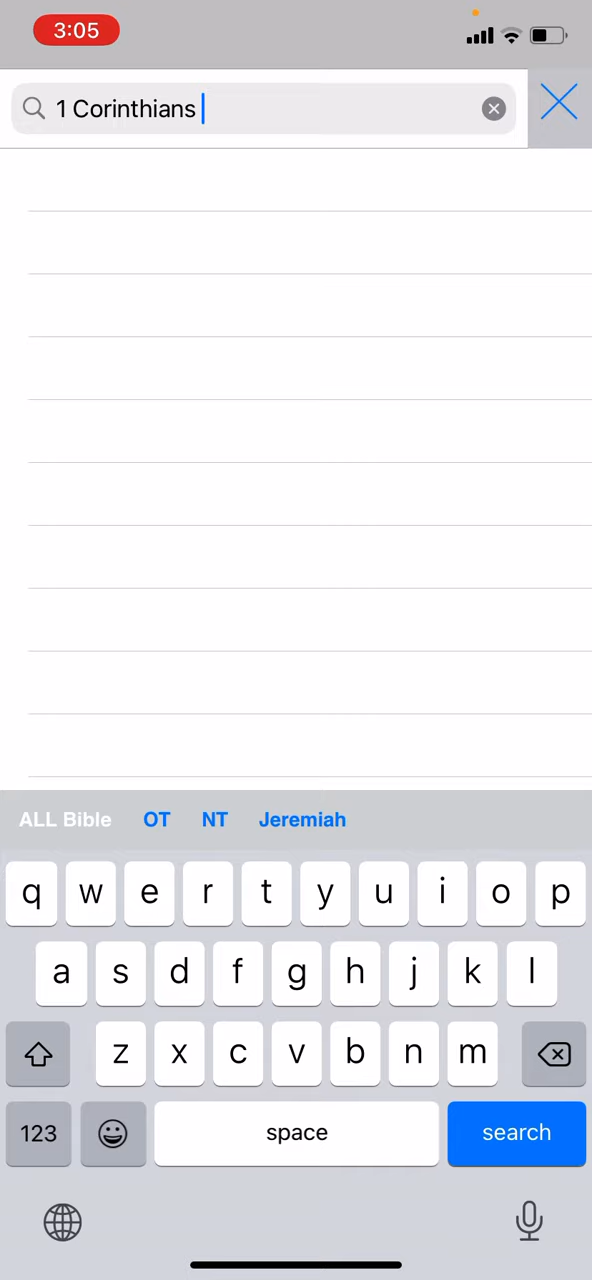 3:05
1 Corinthians
ALL Bible OT NT Jeremiah
q w e r t y u i o p
a s d f g h j k l
z x c v b n m
123 space search